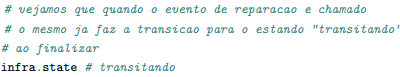 # vejamos que quando o evento de reparacao e chamado
# o mesmo ja faz a transicao para o estando "transitando"
# ao finalizar
infra.state # transitando